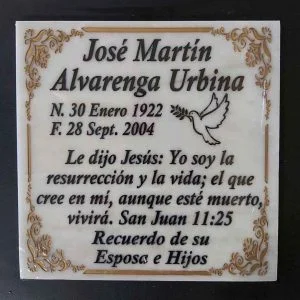 José Martín
Alvarenga Urbina
N. 30 Enero 1922
F. 28 Sept. 2004
Le dijo Jesús: Yo soy la
resurrección y la vida; el que
cree en mí, aunque esté muerto,
vivirá. San Juan 11:25
Recuerdo de su
Esposa e Hijos